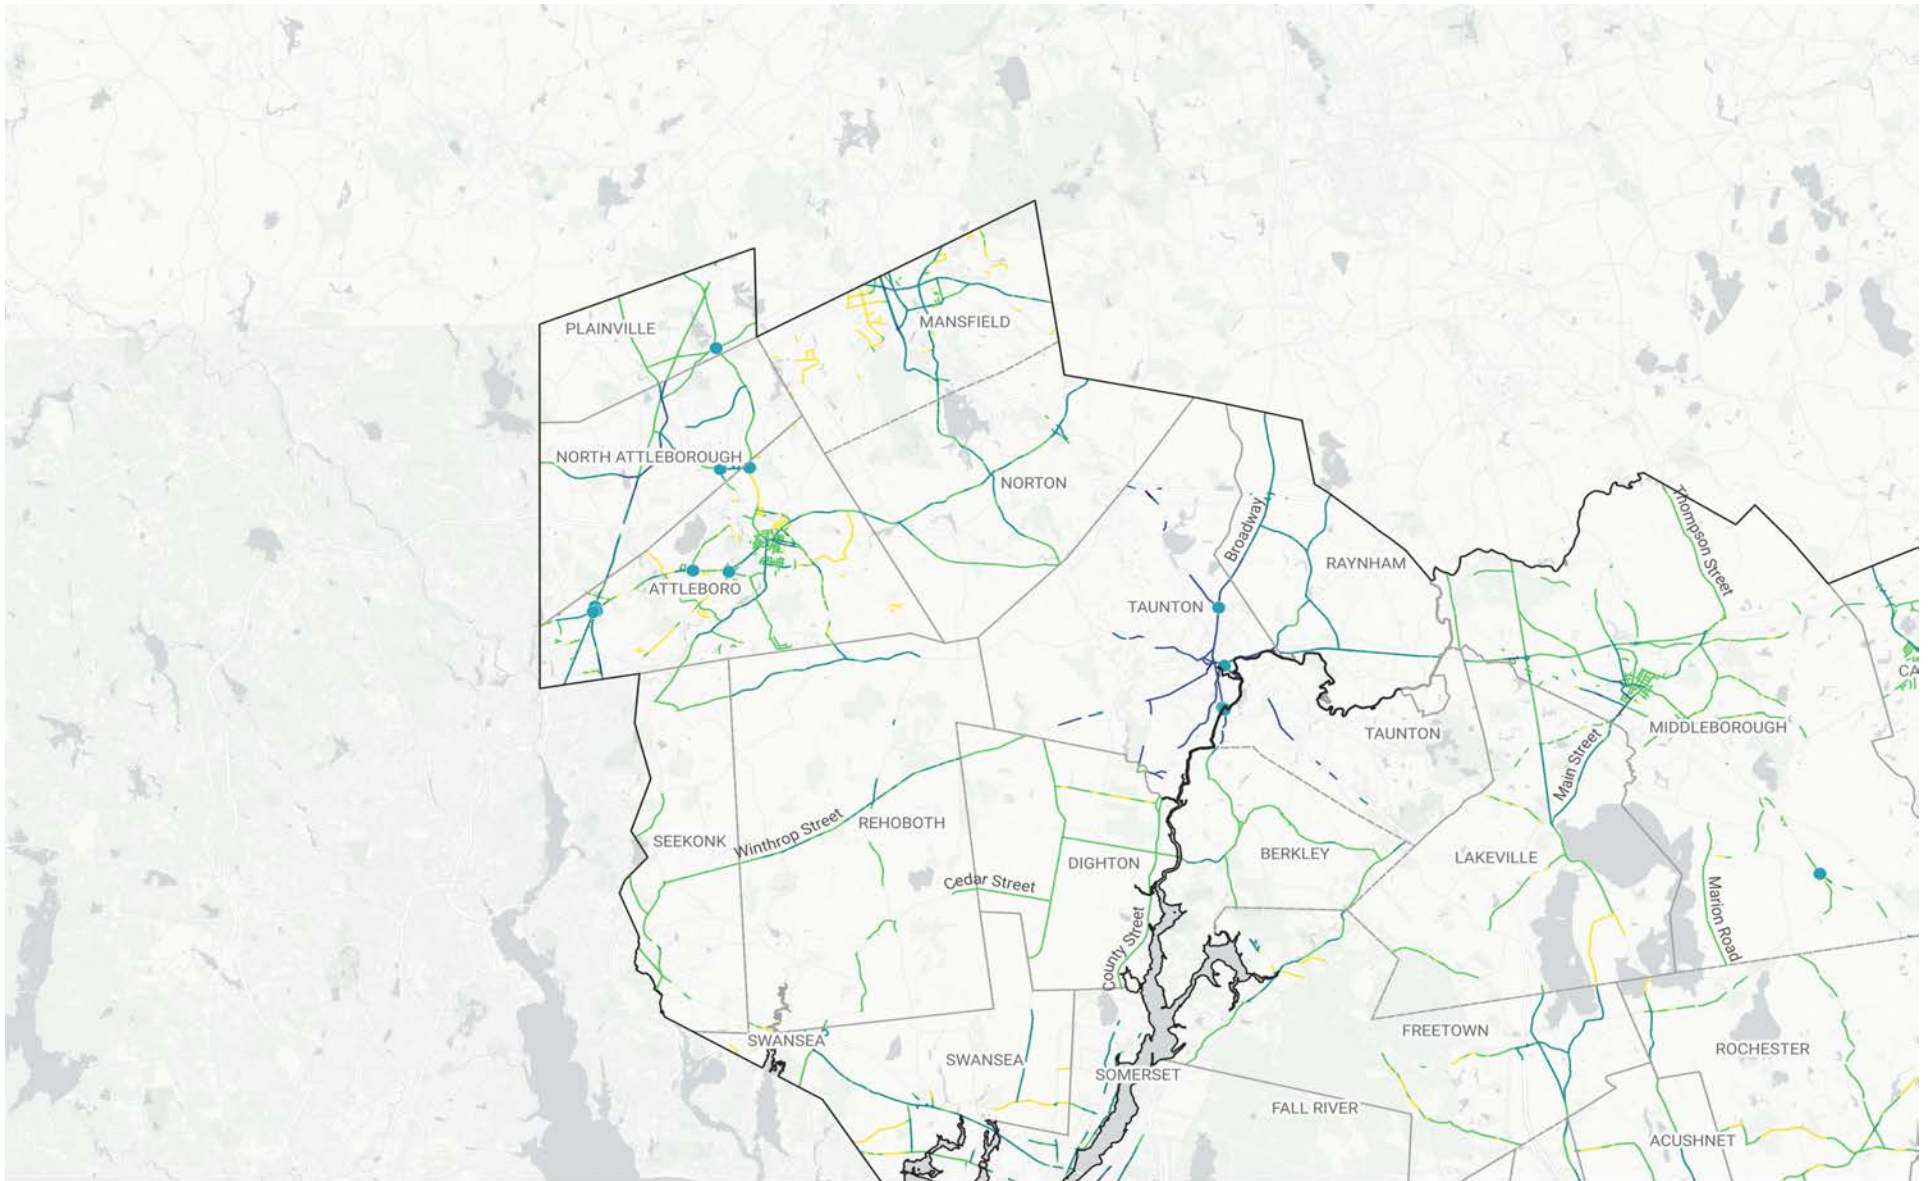 PLAINVILLE
MANSFIELD
NORTH ATTLEBOROUGH
NORTON
Broadway
Thompson Street
RAYNHAM
ATTLEBORO
TAUNTON
CA
TAUNTON
MIDDLEBOROUGH
Main Street
SEEKONK
Winthrop Street
REHOBOTH
DIGHTON
BERKLEY
LAKEVILLE
Cedar Street
Marion Road
County Street
SWANSEA
SWANSEA
SOMERSET
FREETOWN
ROCHESTER
FALL RIVER
ACUSHNET